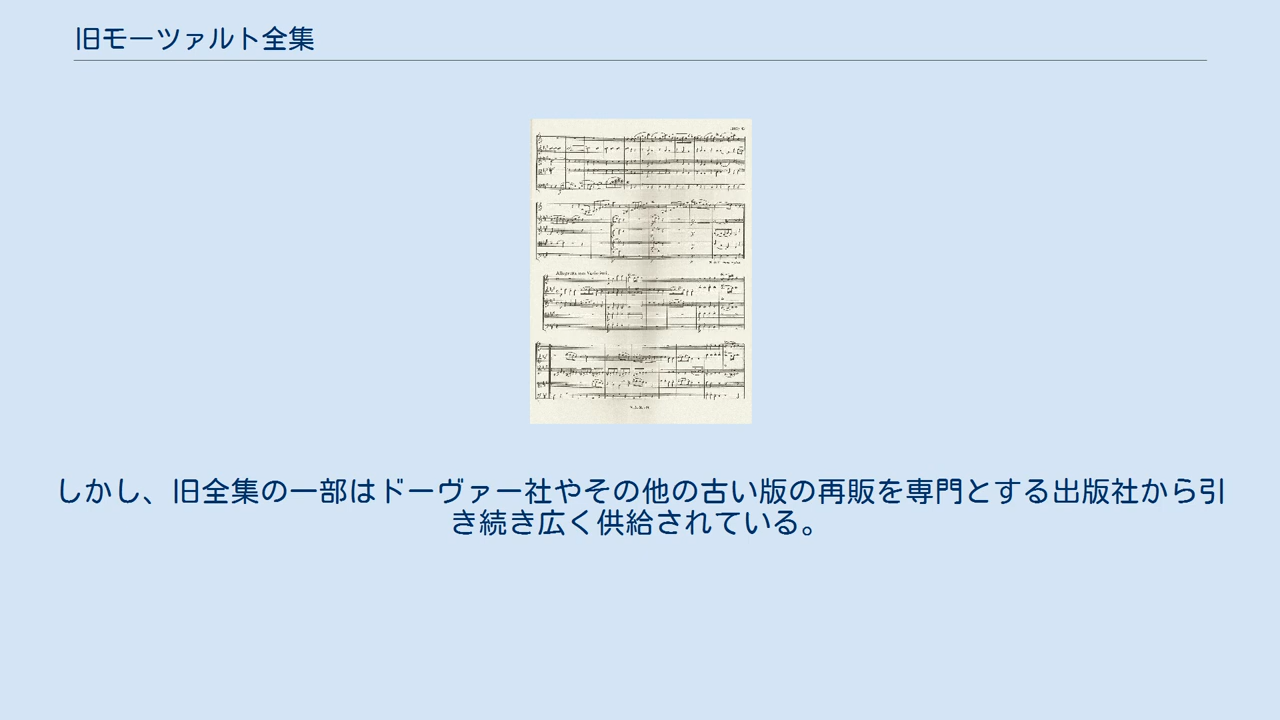 旧モーツァルト全集
しかし、旧全集の一部はドーヴァー社やその他の古い版の再販を専門とする出版社から引
き続き広く供給されている。